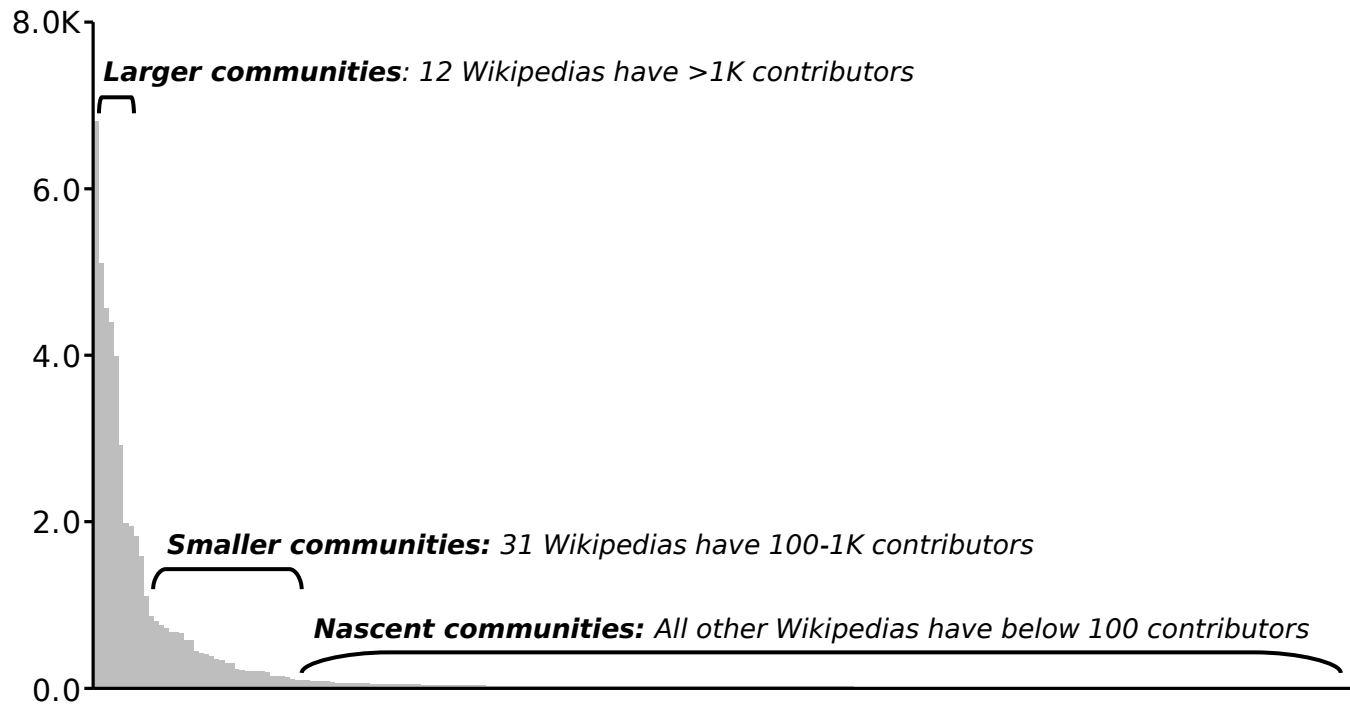 8.0K
Larger communities: 12 Wikipedias have >1K contributors
6.0
4.0
2.0
Smaller communities: 31 Wikipedias have 100-1K contributors
Nascent communities: All other Wikipedias have below 100 contributors
0.0